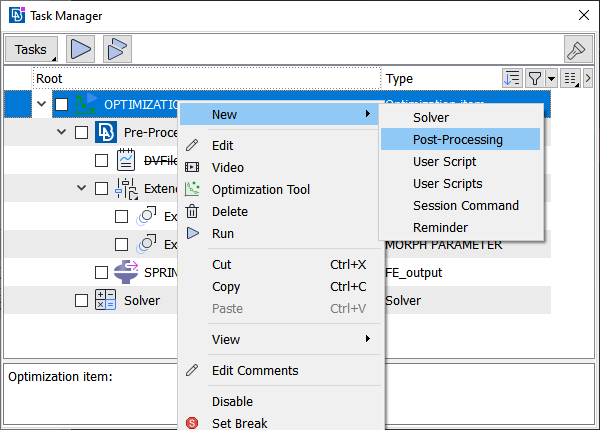 Task Manager
Tasks
Root Type
OPTIMIZATION Optimization item
New
Solver
Pre-Proce
Edit
Post-Processing
DVFile
Video
User Script
Exten
Optimization Tool
User Scripts
Delete
Session Command
Ex
Run
Reminder
Ex
MORPH PARAMETER
SPRIN
Cut Ctrl+X
FE_output
Solver
Copy Ctrl+C
Solver
Paste Ctrl+V
View
Optimization item:
Edit Comments
Disable
Set Break